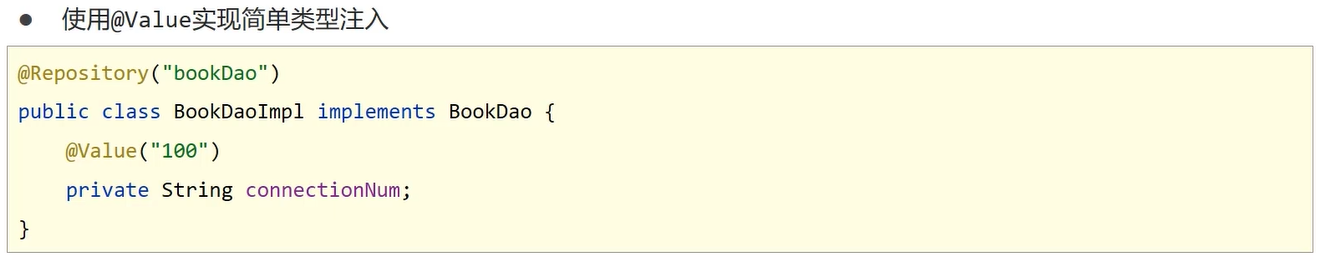 ● 使用@Value实现简单类型注入
@Repository("bookDao")
public class BookDaoImpl implements BookDao {
    @Value("100")
    private String connectionNum;
}